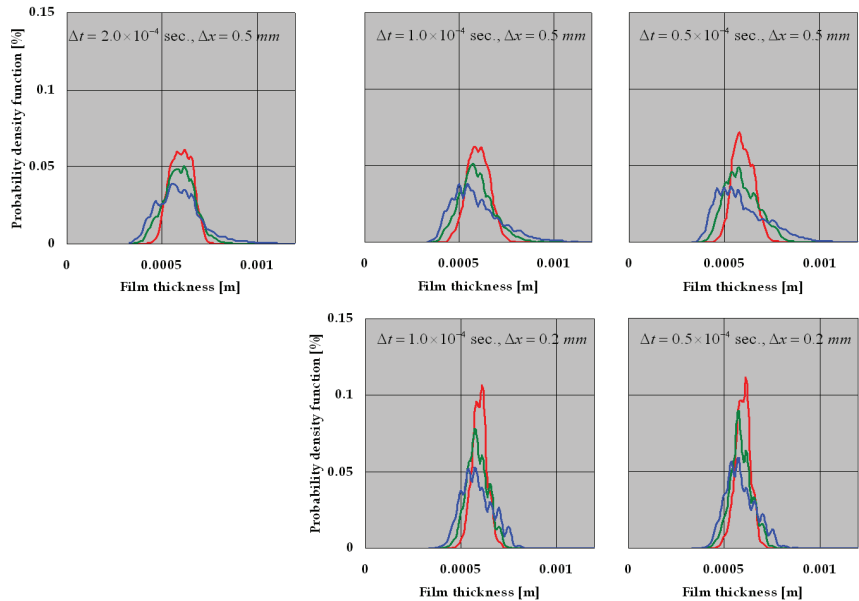 Probability density function [%]
0.15
0.1
0.05
0
Δt = 2.0×10⁻⁴ sec., Δx = 0.5 mm
0 0.0005 0.001
Film thickness [m]
Δt = 1.0×10⁻⁴ sec., Δx = 0.5 mm
0 0.0005 0.001
Film thickness [m]
Δt = 0.5×10⁻⁴ sec., Δx = 0.5 mm
0 0.0005 0.001
Film thickness [m]
Probability density function [%]
0.15
0.1
0.05
0
Δt = 1.0×10⁻⁴ sec., Δx = 0.2 mm
0 0.0005 0.001
Film thickness [m]
Δt = 0.5×10⁻⁴ sec., Δx = 0.2 mm
0 0.0005 0.001
Film thickness [m]